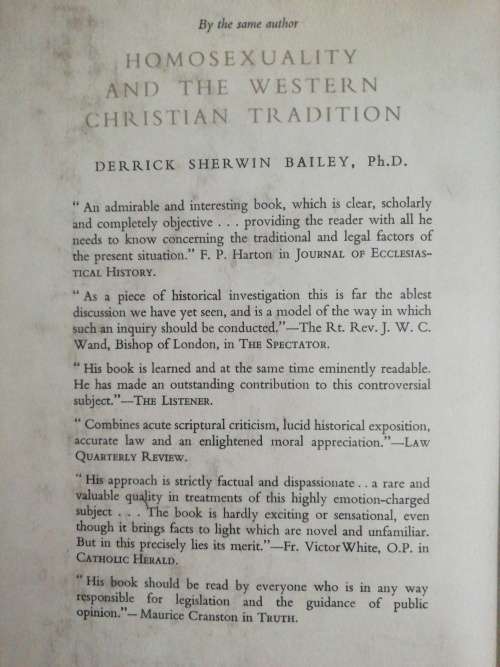 By the same author
HOMOSEXUALITY
AND THE WESTERN
CHRISTIAN TRADITION
DERRICK SHERWIN BAILEY, Ph.D.
“ An admirable and interesting book, which is clear, scholarly
and completely objective . . . providing the reader with all he
needs to know concerning the traditional and legal factors of
the present situation.” F. P. Harton in JOURNAL OF ECCLESIAS-
TICAL HISTORY.
“ As a piece of historical investigation this is far the ablest
discussion we have yet seen, and is a model of the way in which
such an inquiry should be conducted.”—The Rt. Rev. J. W. C.
Wand, Bishop of London, in THE SPECTATOR.
“ His book is learned and at the same time eminently readable.
He has made an outstanding contribution to this controversial
subject.”—THE LISTENER.
“ Combines acute scriptural criticism, lucid historical exposition,
accurate law and an enlightened moral appreciation.”—LAW
QUARTERLY REVIEW.
“ His approach is strictly factual and dispassionate . . a rare and
valuable quality in treatments of this highly emotion-charged
subject . . . The book is hardly exciting or sensational, even
though it brings facts to light which are novel and unfamiliar.
But in this precisely lies its merit.”—Fr. Victor White, O.P. in
CATHOLIC HERALD.
“ His book should be read by everyone who is in any way
responsible for legislation and the guidance of public
opinion.”— Maurice Cranston in TRUTH.